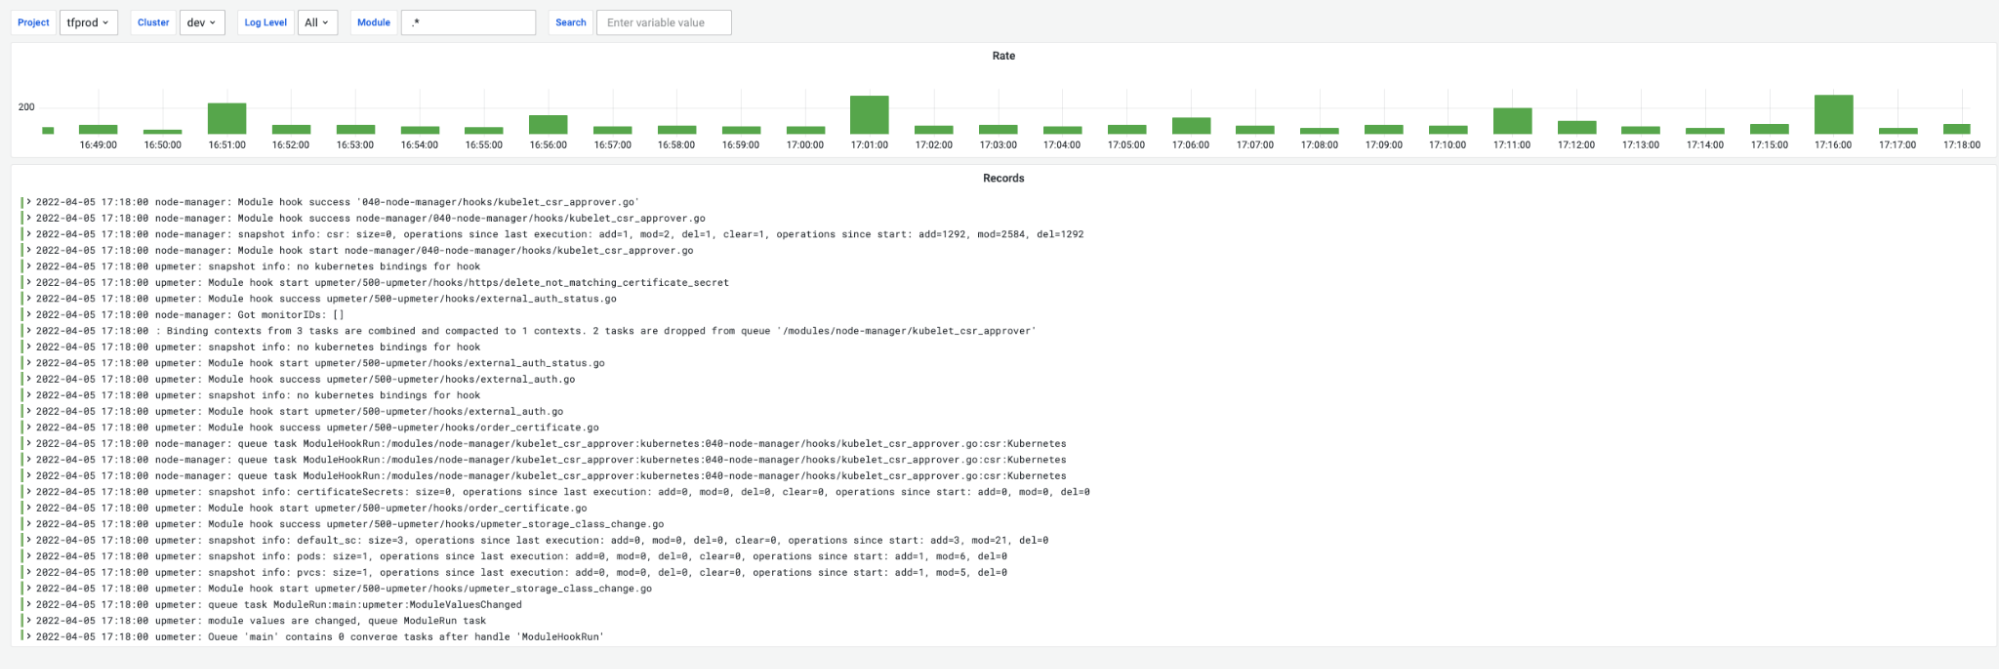 Project tfprod Cluster dev Log Level All Module .* Search Enter variable value
Rate
200
16:49:00 16:50:00 16:51:00 16:52:00 16:53:00 16:54:00 16:55:00 16:56:00 16:57:00 16:58:00 16:59:00 17:00:00 17:01:00 17:02:00 17:03:00 17:04:00 17:05:00 17:06:00 17:07:00 17:08:00 17:09:00 17:10:00 17:11:00 17:12:00 17:13:00 17:14:00 17:15:00 17:16:00 17:17:00 17:18:00
Records
> 2022-04-05 17:18:00 node-manager: Module hook success '040-node-manager/hooks/kubelet_csr_approver.go'
> 2022-04-05 17:18:00 node-manager: Module hook success node-manager/040-node-manager/hooks/kubelet_csr_approver.go
> 2022-04-05 17:18:00 node-manager: snapshot info: csr: size=0, operations since last execution: add=1, mod=2, del=1, clear=1, operations since start: add=1292, mod=2584, del=1292
> 2022-04-05 17:18:00 node-manager: Module hook start node-manager/040-node-manager/hooks/kubelet_csr_approver.go
> 2022-04-05 17:18:00 upmeter: snapshot info: no kubernetes bindings for hook
> 2022-04-05 17:18:00 upmeter: Module hook start upmeter/500-upmeter/hooks/https/delete_not_matching_certificate_secret
> 2022-04-05 17:18:00 upmeter: Module hook success upmeter/500-upmeter/hooks/external_auth_status.go
> 2022-04-05 17:18:00 node-manager: Got monitorIDs: []
> 2022-04-05 17:18:00 : Binding contexts from 3 tasks are combined and compacted to 1 contexts. 2 tasks are dropped from queue '/modules/node-manager/kubelet_csr_approver'
> 2022-04-05 17:18:00 upmeter: snapshot info: no kubernetes bindings for hook
> 2022-04-05 17:18:00 upmeter: Module hook start upmeter/500-upmeter/hooks/external_auth_status.go
> 2022-04-05 17:18:00 upmeter: Module hook success upmeter/500-upmeter/hooks/external_auth.go
> 2022-04-05 17:18:00 upmeter: snapshot info: no kubernetes bindings for hook
> 2022-04-05 17:18:00 upmeter: Module hook start upmeter/500-upmeter/hooks/external_auth.go
> 2022-04-05 17:18:00 upmeter: Module hook success upmeter/500-upmeter/hooks/order_certificate.go
> 2022-04-05 17:18:00 node-manager: queue task ModuleHookRun:/modules/node-manager/kubelet_csr_approver:kubernetes:040-node-manager/hooks/kubelet_csr_approver.go:csr:Kubernetes
> 2022-04-05 17:18:00 node-manager: queue task ModuleHookRun:/modules/node-manager/kubelet_csr_approver:kubernetes:040-node-manager/hooks/kubelet_csr_approver.go:csr:Kubernetes
> 2022-04-05 17:18:00 node-manager: queue task ModuleHookRun:/modules/node-manager/kubelet_csr_approver:kubernetes:040-node-manager/hooks/kubelet_csr_approver.go:csr:Kubernetes
> 2022-04-05 17:18:00 upmeter: snapshot info: certificateSecrets: size=0, operations since last execution: add=0, mod=0, del=0, clear=0, operations since start: add=0, mod=0, del=0
> 2022-04-05 17:18:00 upmeter: Module hook start upmeter/500-upmeter/hooks/order_certificate.go
> 2022-04-05 17:18:00 upmeter: Module hook success upmeter/500-upmeter/hooks/upmeter_storage_class_change.go
> 2022-04-05 17:18:00 upmeter: snapshot info: default_sc: size=3, operations since last execution: add=0, mod=0, del=0, clear=0, operations since start: add=3, mod=21, del=0
> 2022-04-05 17:18:00 upmeter: snapshot info: pods: size=1, operations since last execution: add=0, mod=0, del=0, clear=0, operations since start: add=1, mod=6, del=0
> 2022-04-05 17:18:00 upmeter: snapshot info: pvcs: size=1, operations since last execution: add=0, mod=0, del=0, clear=0, operations since start: add=1, mod=5, del=0
> 2022-04-05 17:18:00 upmeter: Module hook start upmeter/500-upmeter/hooks/upmeter_storage_class_change.go
> 2022-04-05 17:18:00 upmeter: queue task ModuleRun:main:upmeter:ModuleValuesChanged
> 2022-04-05 17:18:00 upmeter: module values are changed, queue ModuleRun task
> 2022-04-05 17:18:00 upmeter: Queue 'main' contains 0 converge tasks after handle 'ModuleHookRun'